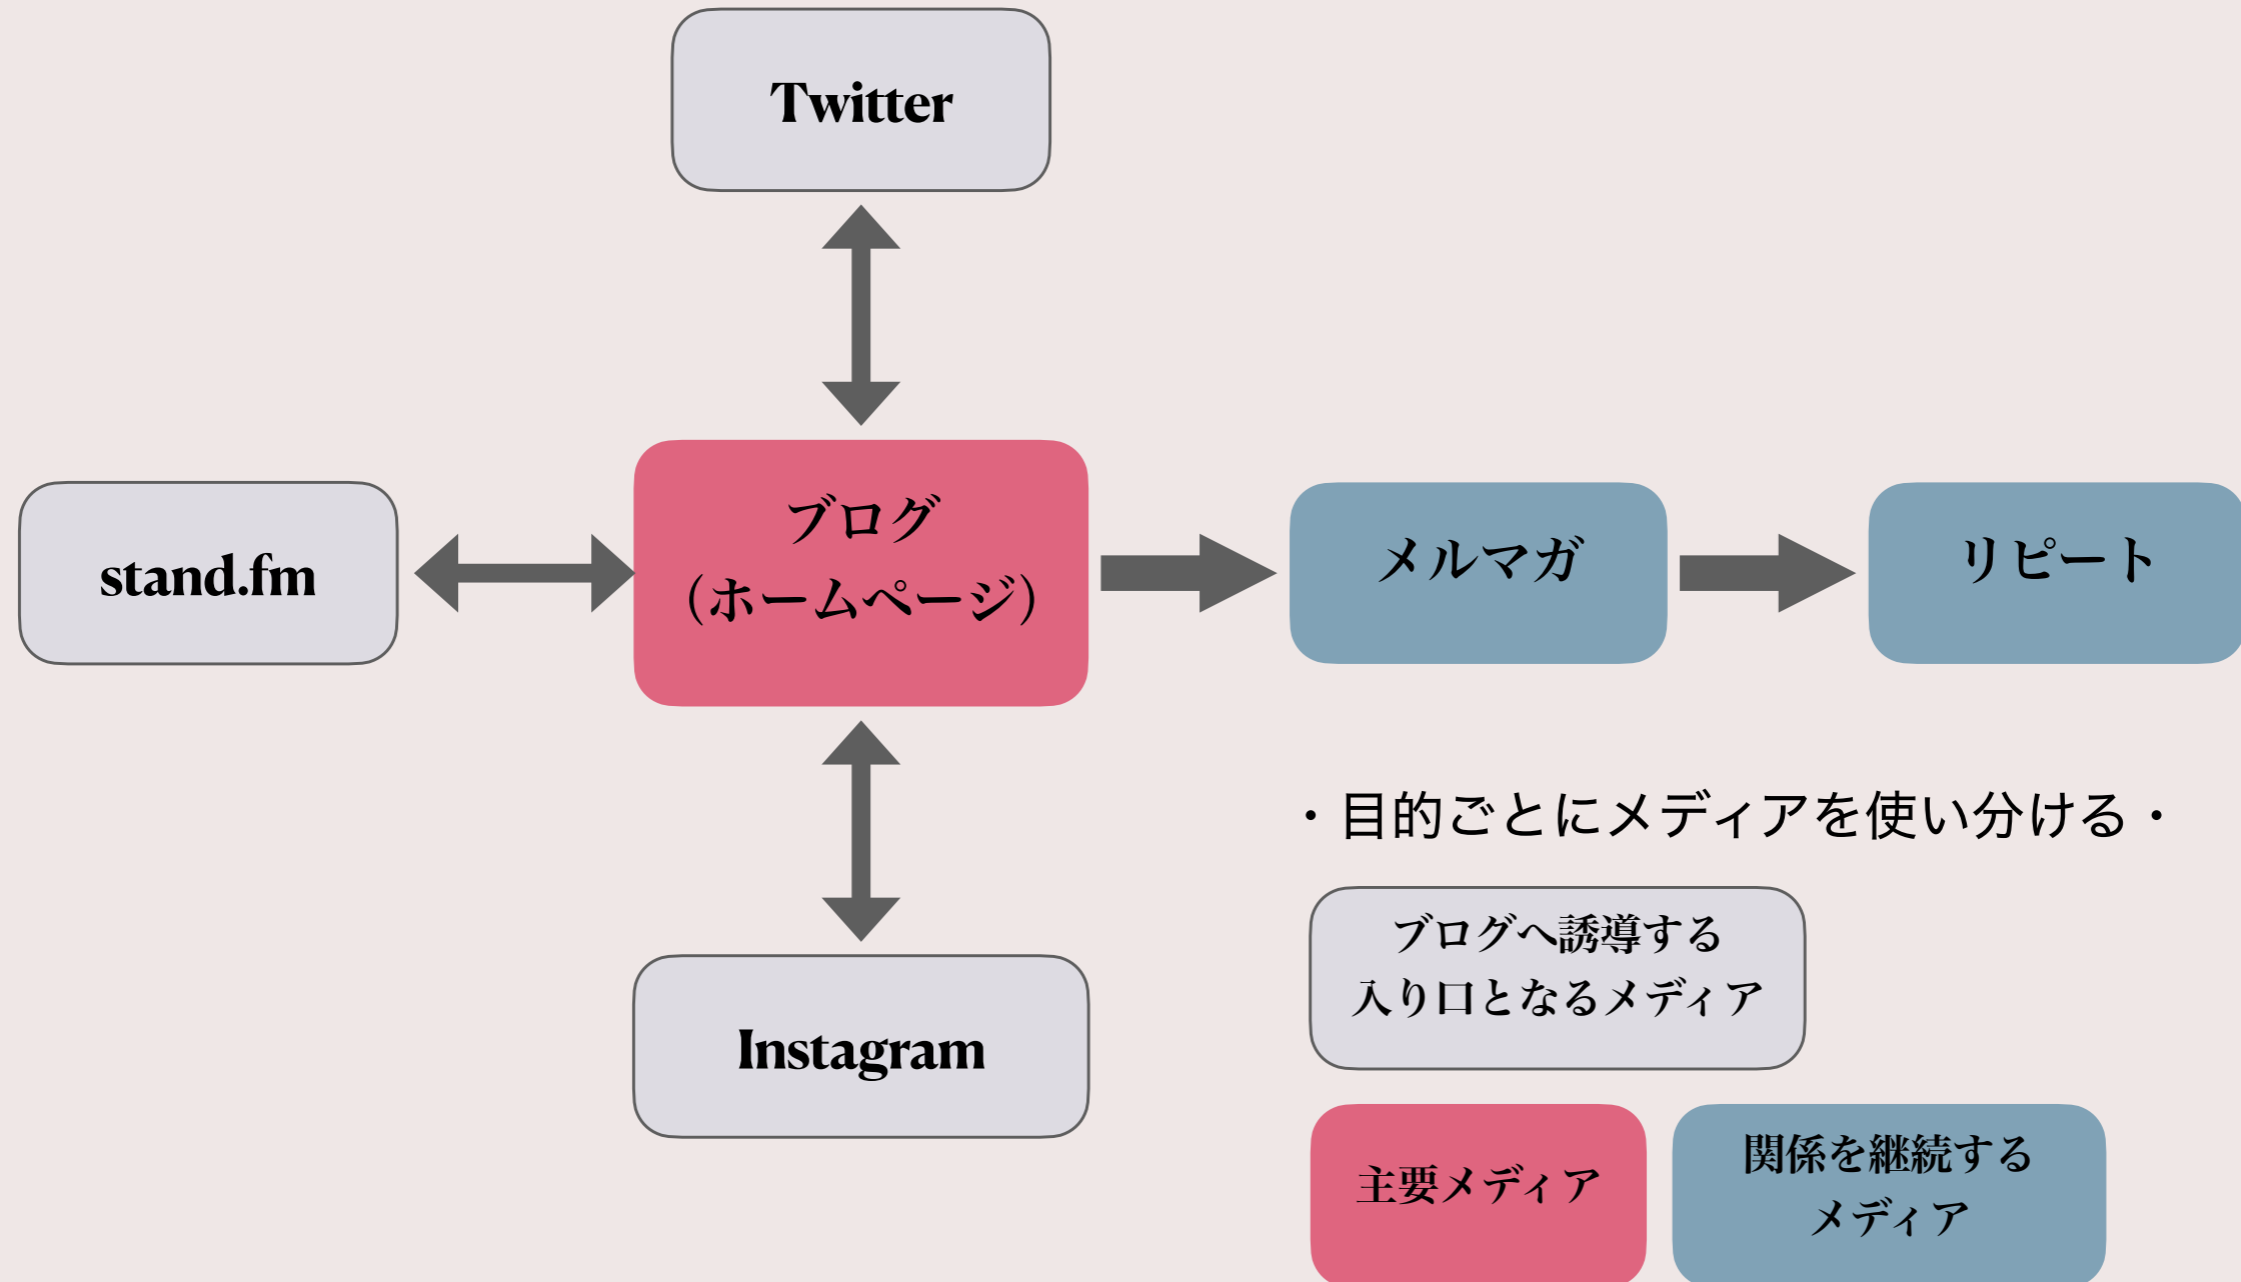 Twitter
stand.fm
ブログ
（ホームページ）
メルマガ
リピート
Instagram
・目的ごとにメディアを使い分ける・
ブログへ誘導する
入り口となるメディア
主要メディア
関係を継続する
メディア